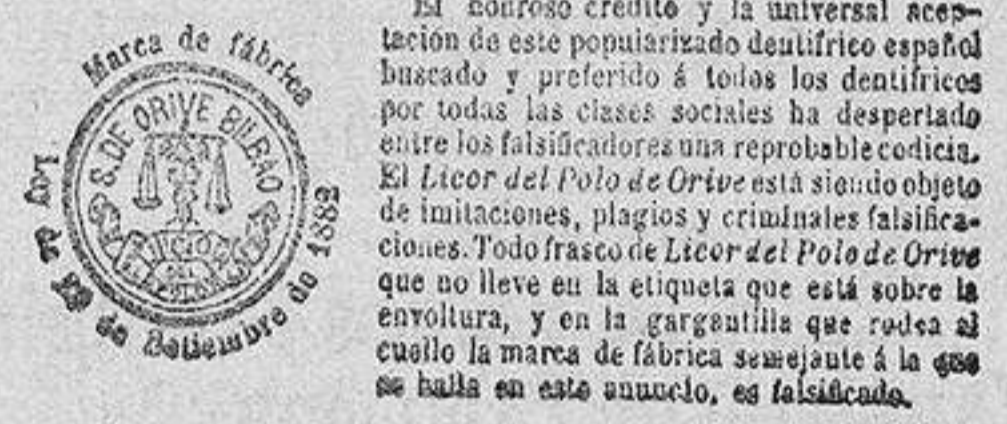 Marca de fábrica
Ley de de Setiembre de 1882
S. DE ORIVE BILBAO
El honroso crédito y la universal acep-
tacion de este popularizado dentifrico español
buscado y preferido á todos los dentifricos
por todas las clases sociales ha despertado
entre los falsificadores una reprobable codicia.
El Licor del Polo de Orive está siendo objeto
de imitaciones, plagios y criminales falsifica-
ciones. Todo frasco de Licor del Polo de Orive
que no lleve en la etiqueta que está sobre la
envoltura, y en la gargantilla que rodea al
cuello la marca de fábrica semejante á la que
se halla en este anuncio, es falsificado.